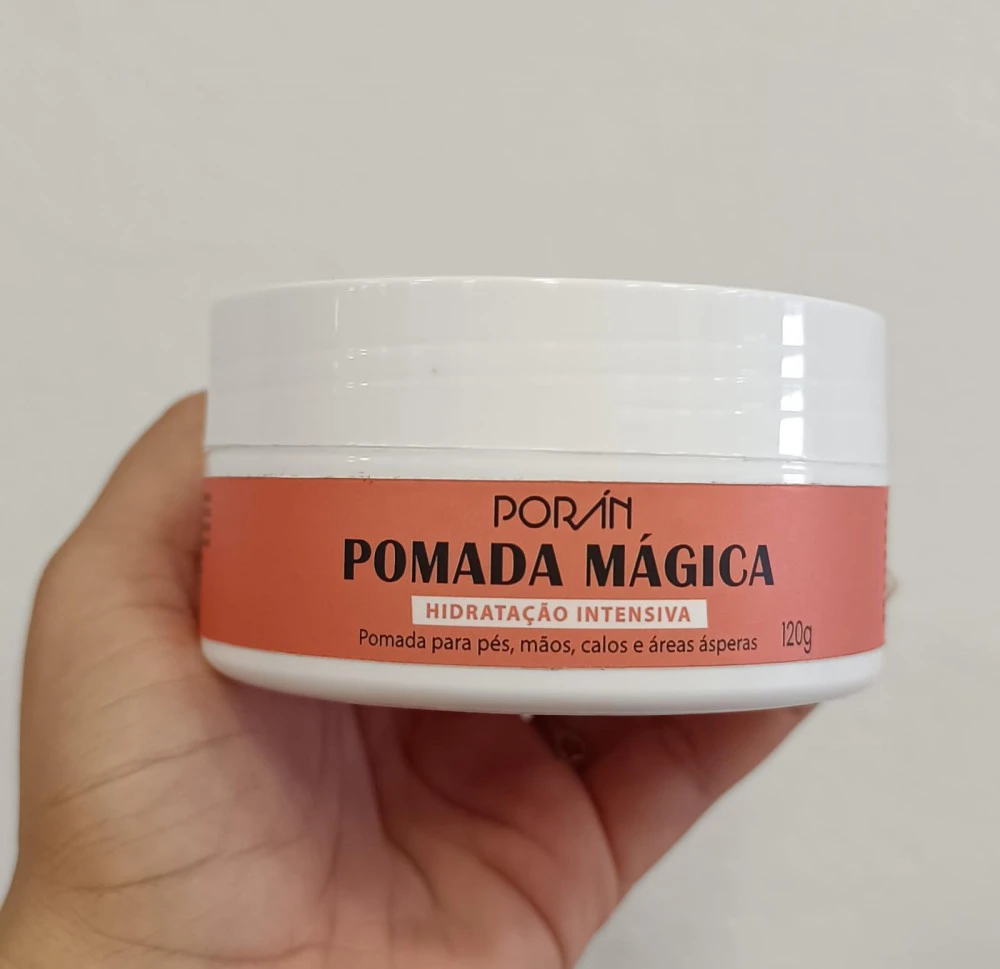 PORÁN
POMADA MÁGICA
HIDRATAÇÃO INTENSIVA
Pomada para pés, mãos, calos e áreas ásperas 120g